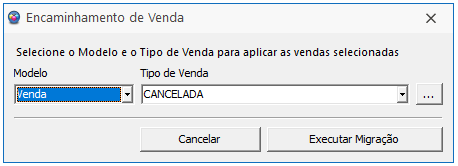 Encaminhamento de Venda
Selecione o Modelo e o Tipo de Venda para aplicar as vendas selecionadas
Modelo Tipo de Venda
Venda CANCELADA ...
Cancelar Executar Migração